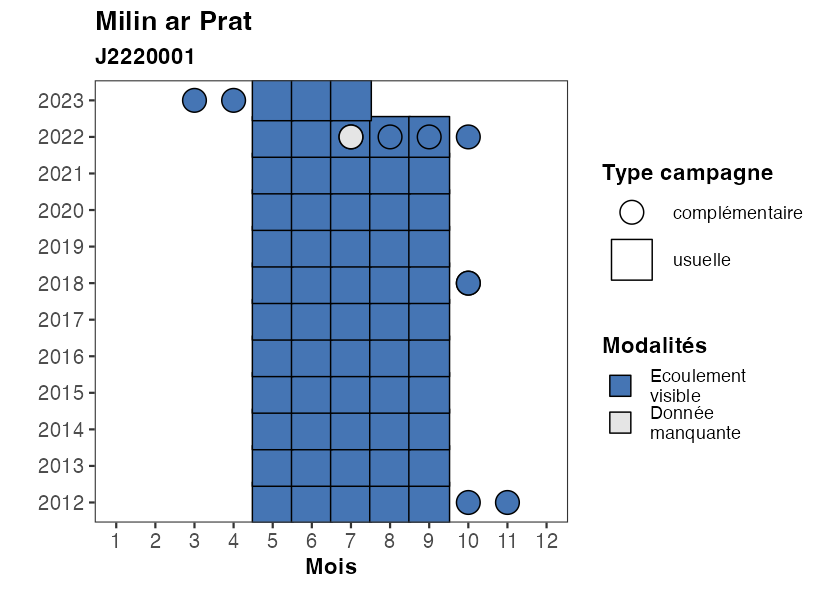 Milin ar Prat
J2220001
2023
2022
2021
2020
2019
2018
2017
2016
2015
2014
2013
2012
1 2 3 4 5 6 7 8 9 10 11 12
Mois
Type campagne
complémentaire
usuelle
Modalités
Ecoulement
visible
Donnée
manquante